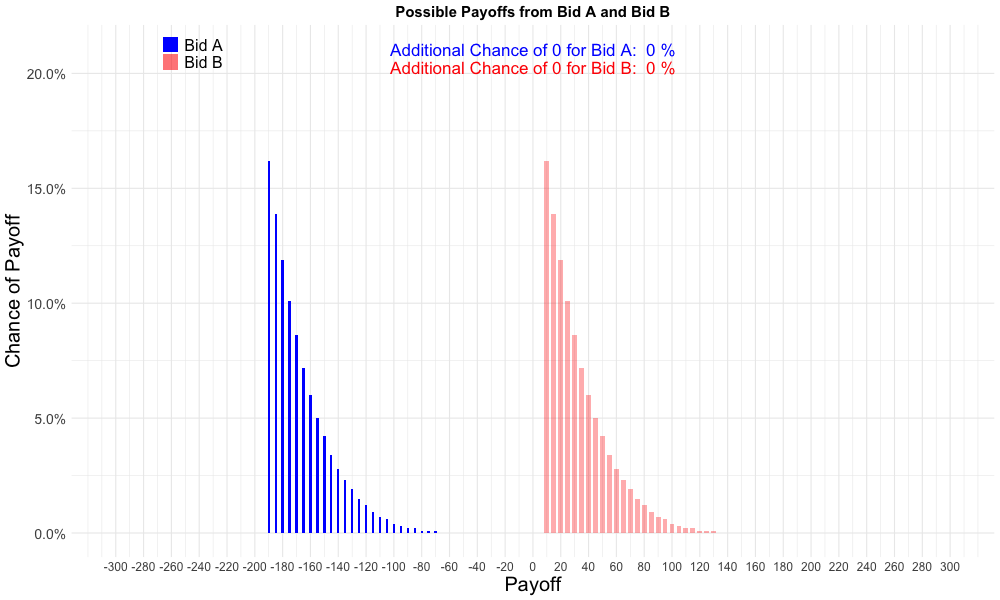 Possible Payoffs from Bid A and Bid B
Bid A
Bid B
Additional Chance of 0 for Bid A:  0 %
Additional Chance of 0 for Bid B:  0 %
Chance of Payoff
20.0%
15.0%
10.0%
5.0%
0.0%
-300 -280 -260 -240 -220 -200 -180 -160 -140 -120 -100 -80 -60 -40 -20 0 20 40 60 80 100 120 140 160 180 200 220 240 260 280 300
Payoff